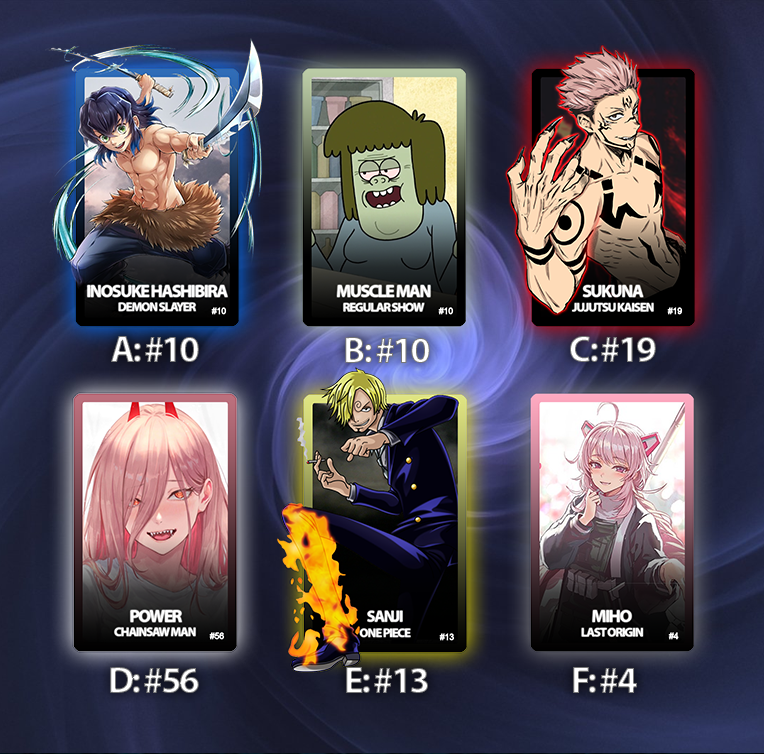 INOSUKE HASHIBIRA
DEMON SLAYER
#10
A: #10
MUSCLE MAN
REGULAR SHOW
#10
B: #10
SUKUNA
JUJUTSU KAISEN
#19
C: #19
POWER
CHAINSAW MAN
#56
D: #56
SANJI
ONE PIECE
#13
E: #13
MIHO
LAST ORIGIN
#4
F: #4